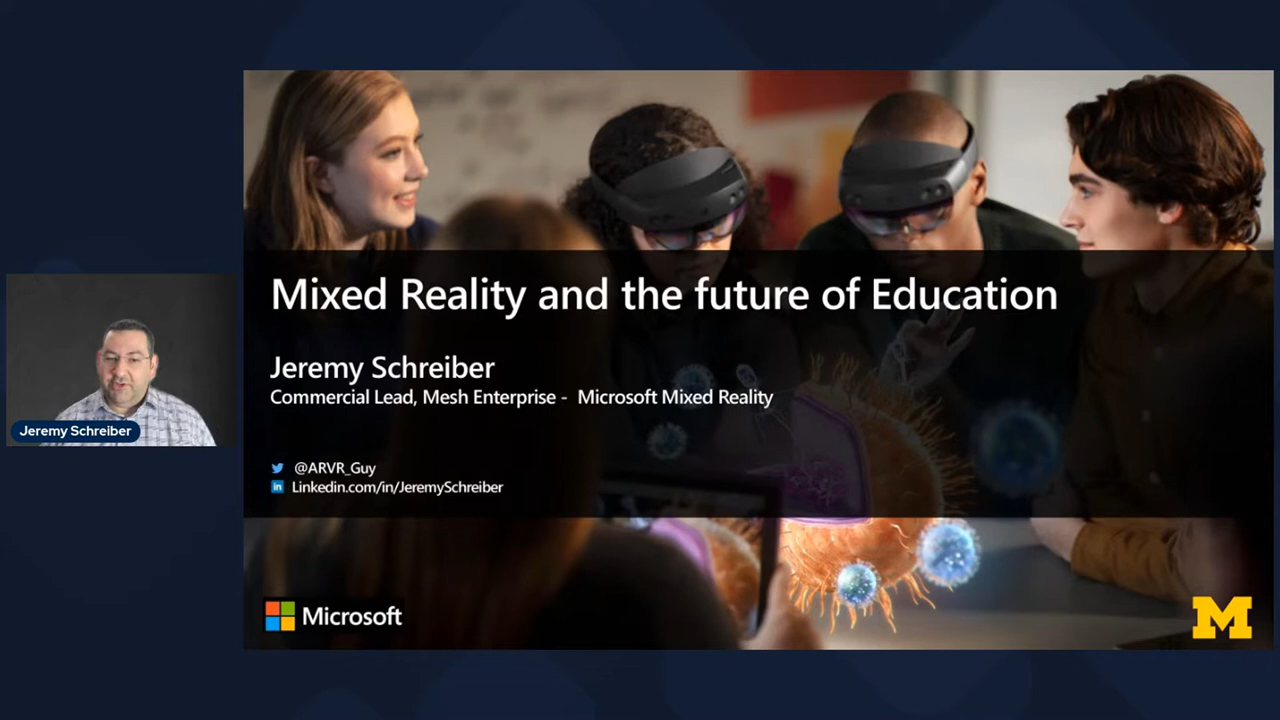 Mixed Reality and the future of Education
Jeremy Schreiber
Commercial Lead, Mesh Enterprise - Microsoft Mixed Reality
@ARVR_Guy
in Linkedin.com/in/JeremySchreiber
Jeremy Schreiber
Microsoft
M